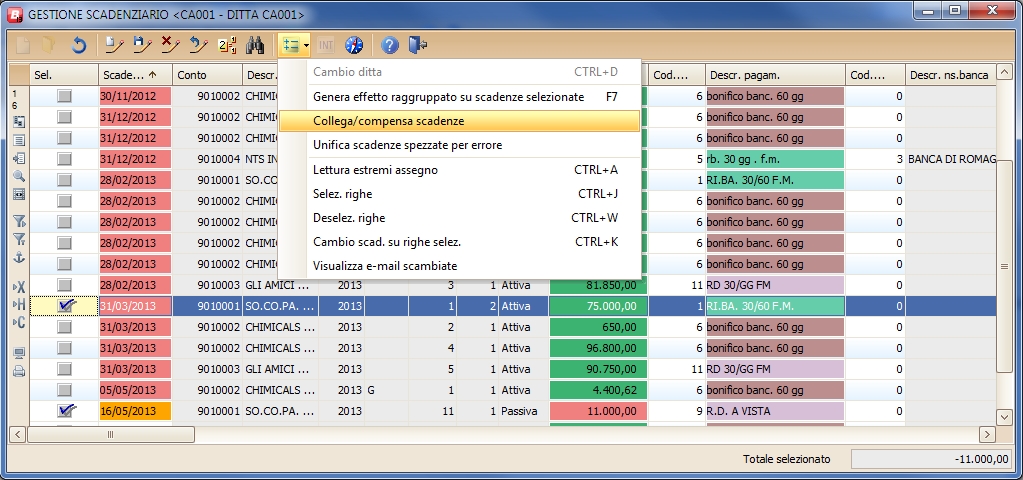 GESTIONE SCADENZIARIO <CA001 - DITTA CA001>
Sel. Scade... Conto Descr. Cod.... Descr. pagam. Cod.... Descr. ns.banca
Cambio ditta CTRL+D
Genera effetto raggruppato su scadenze selezionate F7
Collega/compensa scadenze
Unifica scadenze spezzate per errore
Lettura estremi assegno CTRL+A
Selez. righe CTRL+J
Deselez. righe CTRL+W
Cambio scad. su righe selez. CTRL+K
Visualizza e-mail scambiate
30/11/2012 9010002 CHIMI 6 bonifico banc. 60 gg 0
31/12/2012 9010002 CHIMI 6 bonifico banc. 60 gg 0
31/12/2012 9010002 CHIMI 6 bonifico banc. 60 gg 0
31/12/2012 9010004 NTS IN 5 rb. 30 gg . f.m. 3 BANCA DI ROMAG
31/01/2013 9010001 SO.CO. 1 RI.BA. 30/60 F.M. 0
28/02/2013 9010002 CHIMI 6 bonifico banc. 60 gg 0
28/02/2013 9010002 CHIMI 6 bonifico banc. 60 gg 0
28/02/2013 9010002 CHIMI 6 bonifico banc. 60 gg 0
28/02/2013 9010002 CHIMI 6 bonifico banc. 60 gg 0
28/02/2013 9010003 GLI AMICI ... 2013 3 1 Attiva 81.850,00 11 RD 30/GG FM 0
31/03/2013 9010001 SO.CO.PA. ... 2013 1 2 Attiva 75.000,00 1 RI.BA. 30/60 F.M. 0
31/03/2013 9010002 CHIMICALS ... 2013 2 1 Attiva 650,00 6 bonifico banc. 60 gg 0
31/03/2013 9010002 CHIMICALS ... 2013 4 1 Attiva 96.800,00 6 bonifico banc. 60 gg 0
31/03/2013 9010003 GLI AMICI ... 2013 5 1 Attiva 90.750,00 11 RD 30/GG FM 0
05/05/2013 9010002 CHIMICALS ... 2013 G 1 1 Attiva 4.400,62 6 bonifico banc. 60 gg 0
16/05/2013 9010001 SO.CO.PA. ... 2013 11 1 Passiva 11.000,00 9 R.D. A VISTA 0
Totale selezionato -11.000,00